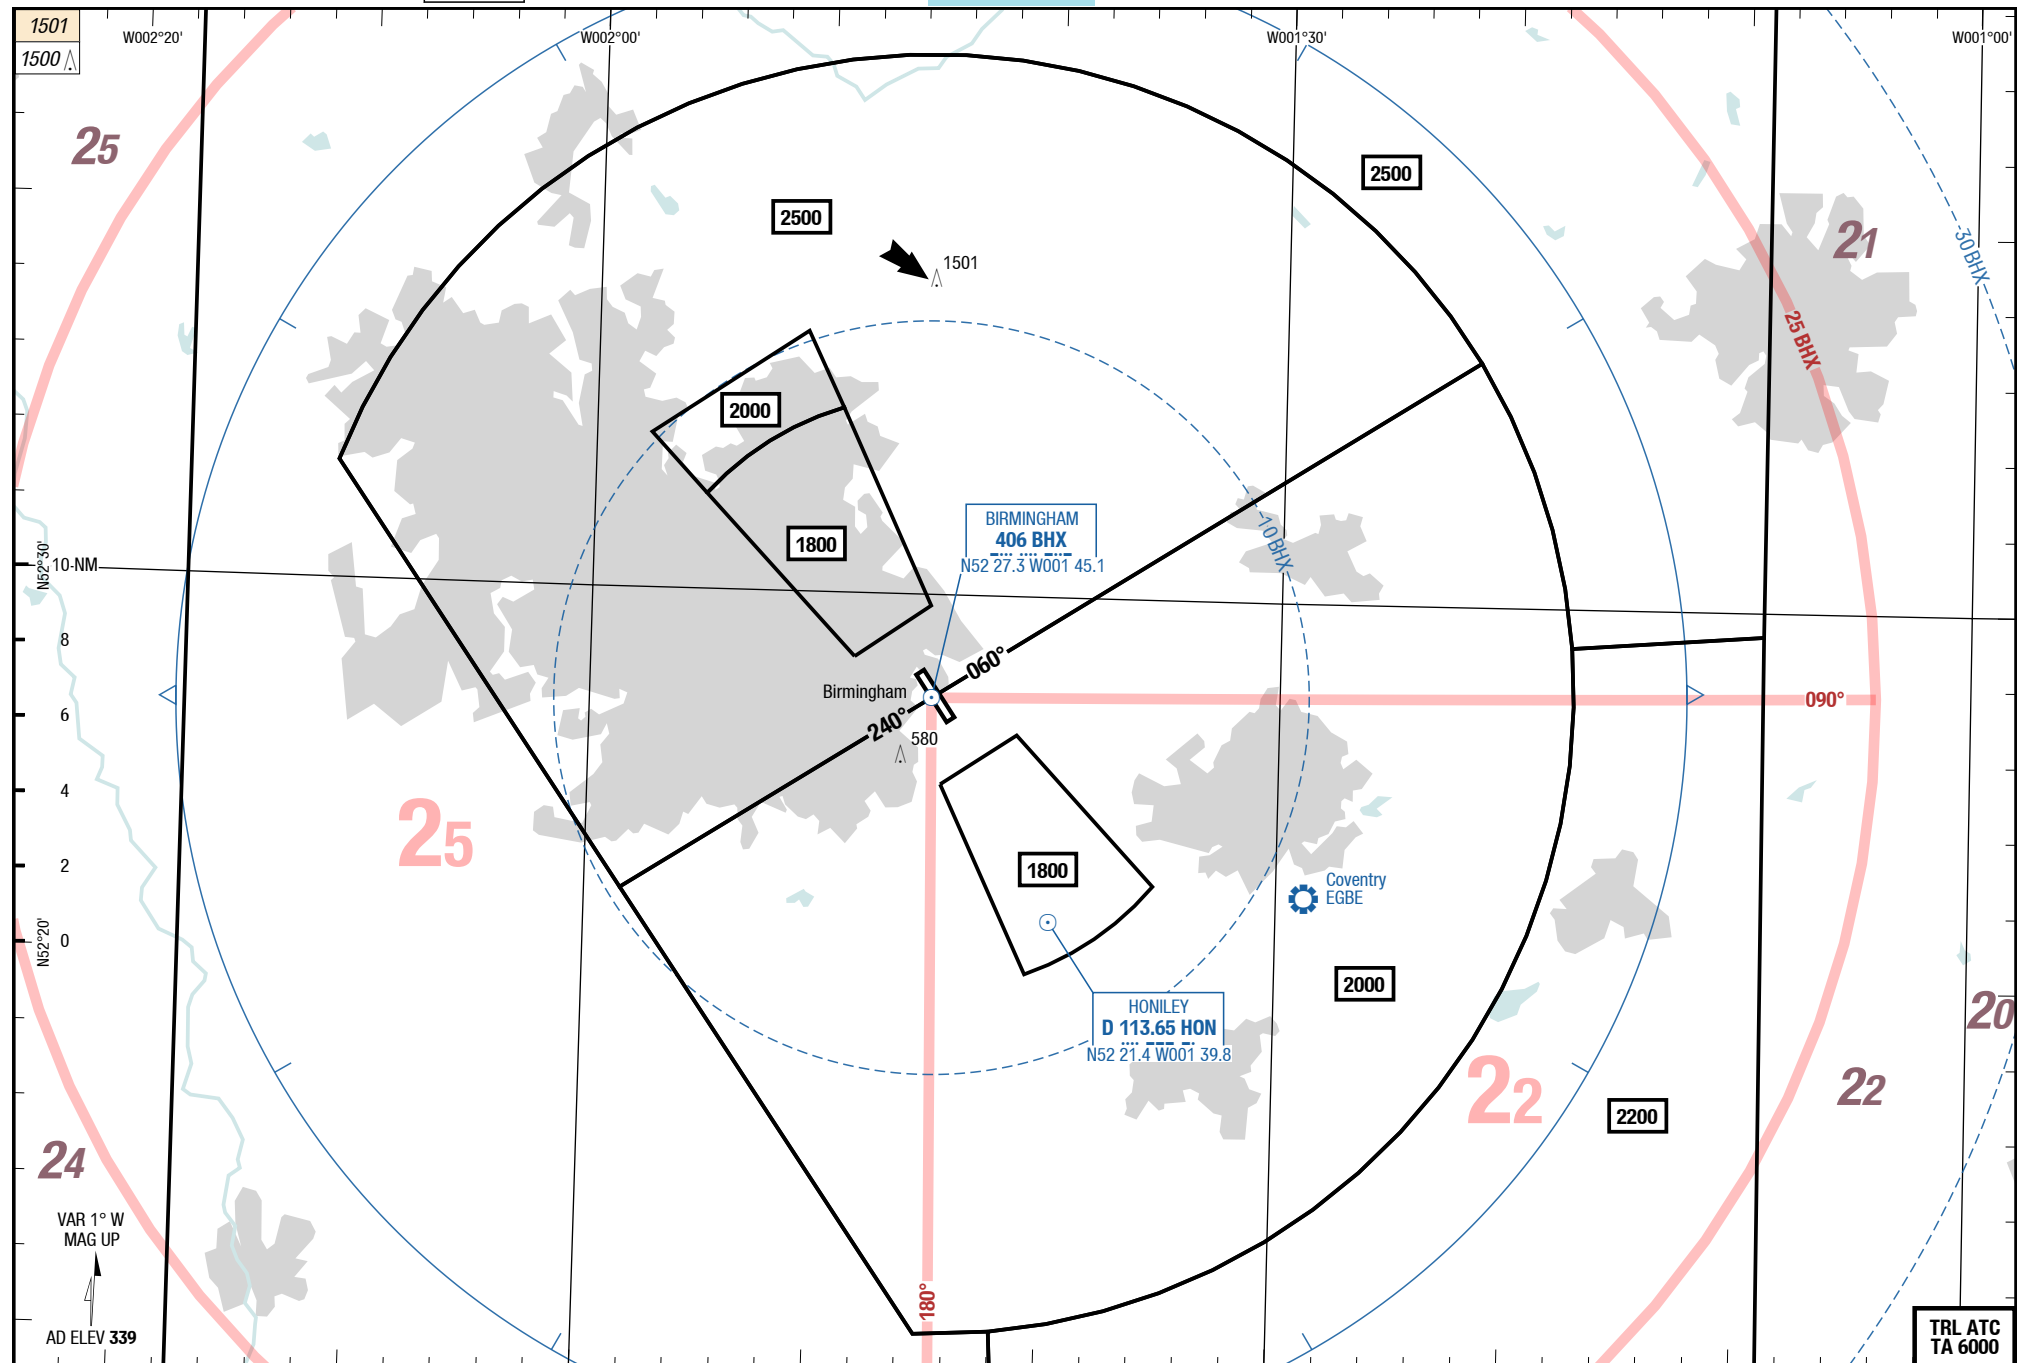 1501
1500
W002°20'
W002°00'
W001°30'
W001°00'
25
2500
2500
21
30 BHX
1501
25 BHX
2000
BIRMINGHAM
406 BHX
N52 27.3 W001 45.1
10 BHX
1800
N52°30'
10-NM
8
6
4
2
0
N52°20'
060°
Birmingham
240°
580
090°
25
1800
Coventry
EGBE
2000
HONILEY
D 113.65 HON
N52 21.4 W001 39.8
20
22
22
2200
24
VAR 1° W
MAG UP
AD ELEV 339
180°
TRL ATC
TA 6000